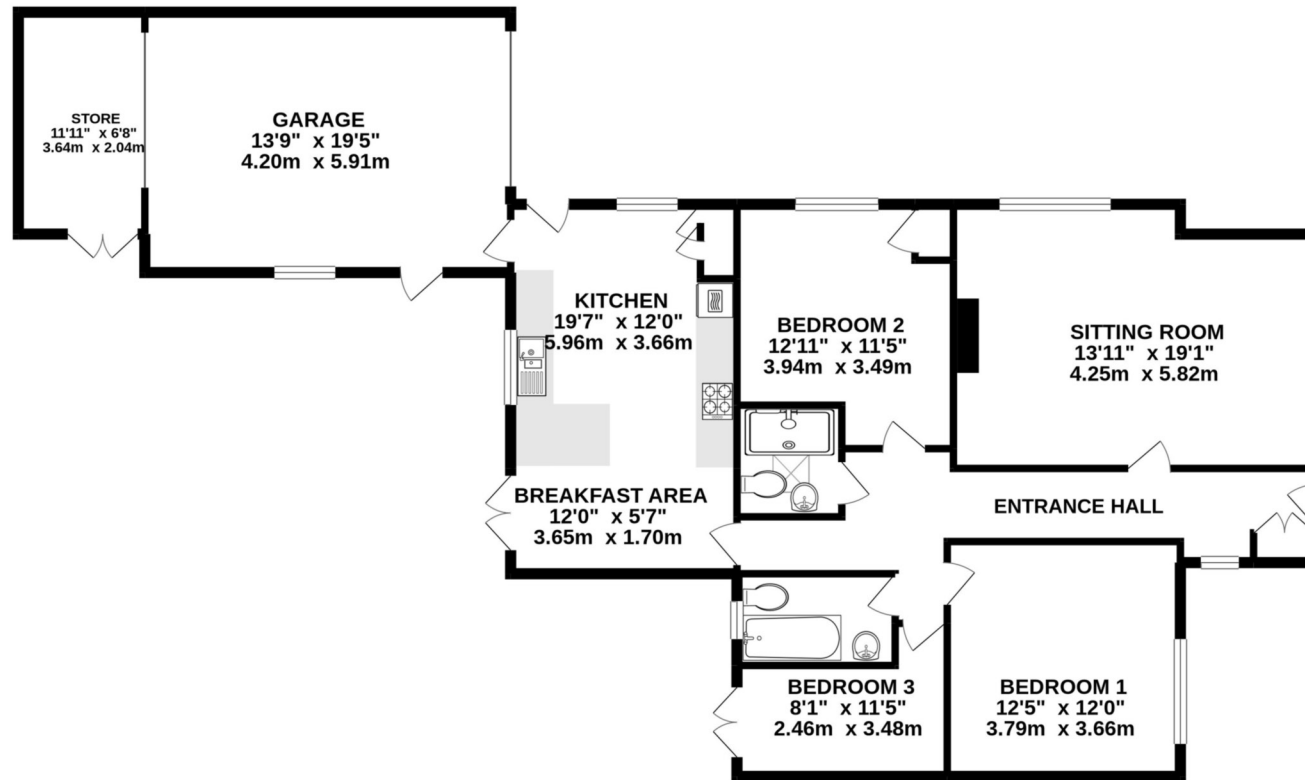 STORE
11'11" x 6'8"
3.64m x 2.04m
GARAGE
13'9" x 19'5"
4.20m x 5.91m
KITCHEN
19'7" x 12'0"
5.96m x 3.66m
BEDROOM 2
12'11" x 11'5"
3.94m x 3.49m
SITTING ROOM
13'11" x 19'1"
4.25m x 5.82m
BREAKFAST AREA
12'0" x 5'7"
3.65m x 1.70m
ENTRANCE HALL
BEDROOM 3
8'1" x 11'5"
2.46m x 3.48m
BEDROOM 1
12'5" x 12'0"
3.79m x 3.66m